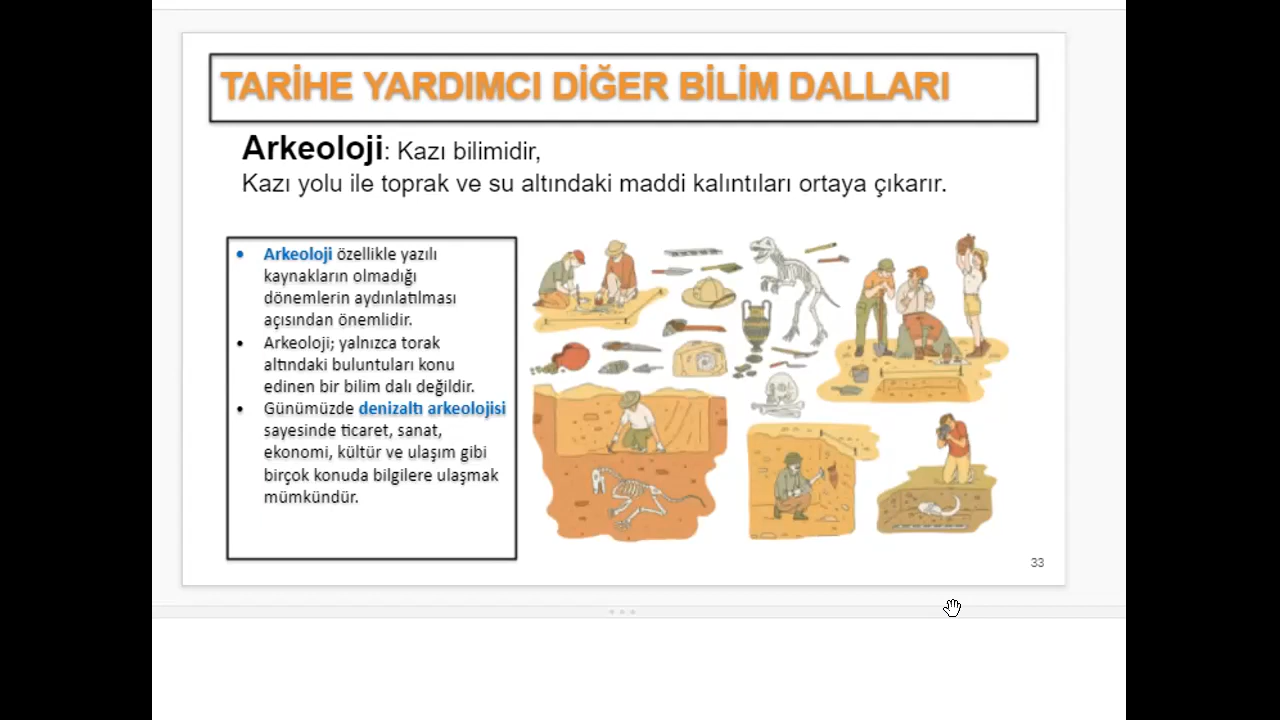 TARİHE YARDIMCI DİĞER BİLİM DALLARI
Arkeoloji: Kazı bilimidir,
Kazı yolu ile toprak ve su altındaki maddi kalıntıları ortaya çıkarır.
• Arkeoloji özellikle yazılı
kaynakların olmadığı
dönemlerin aydınlatılması
açısından önemlidir.
• Arkeoloji; yalnızca torak
altındaki buluntuları konu
edinen bir bilim dalı değildir.
• Günümüzde denizaltı arkeolojisi
sayesinde ticaret, sanat,
ekonomi, kültür ve ulaşım gibi
birçok konuda bilgilere ulaşmak
mümkündür.
33